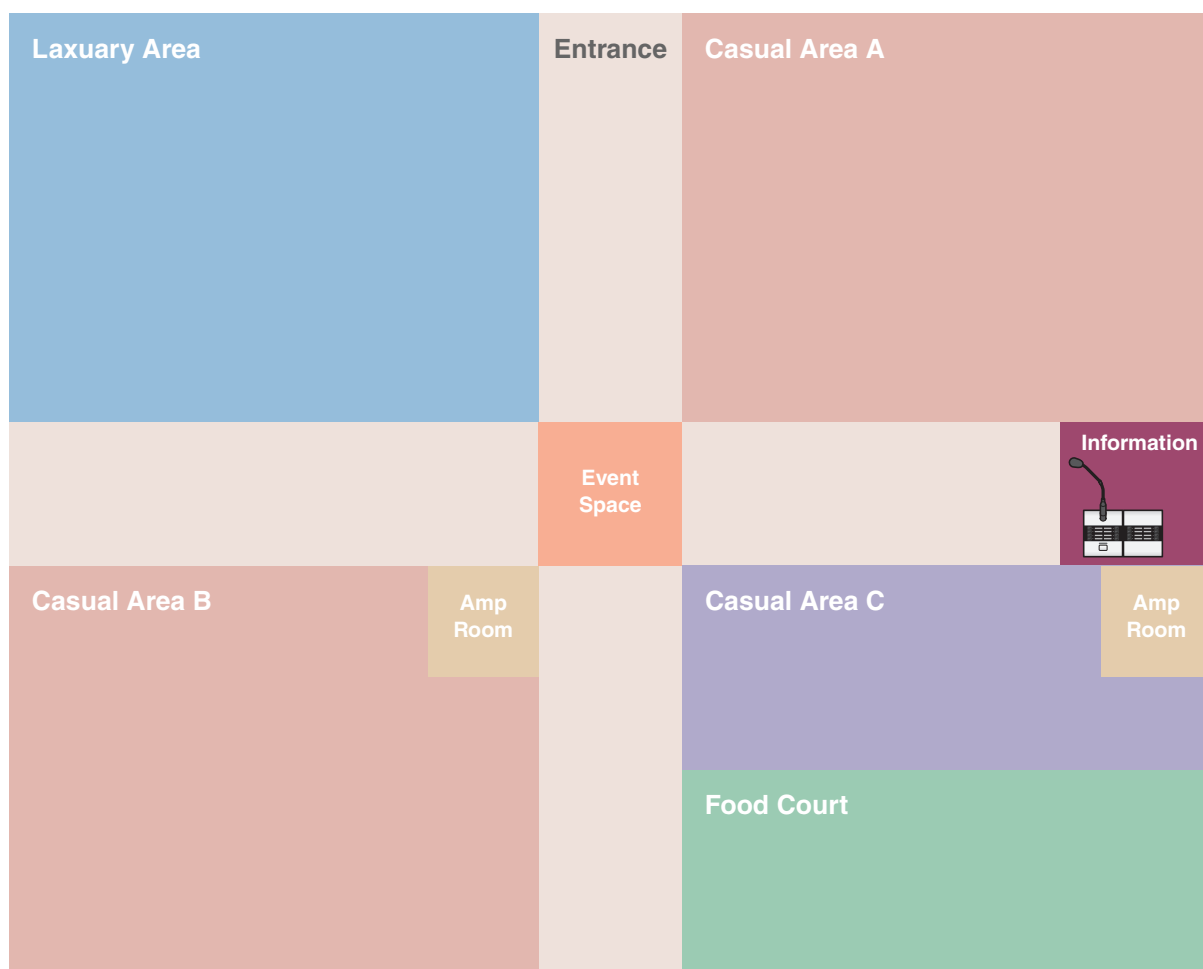 Laxuary Area
Entrance
Casual Area A
Event
Space
Information
Casual Area B
Amp
Room
Casual Area C
Amp
Room
Food Court